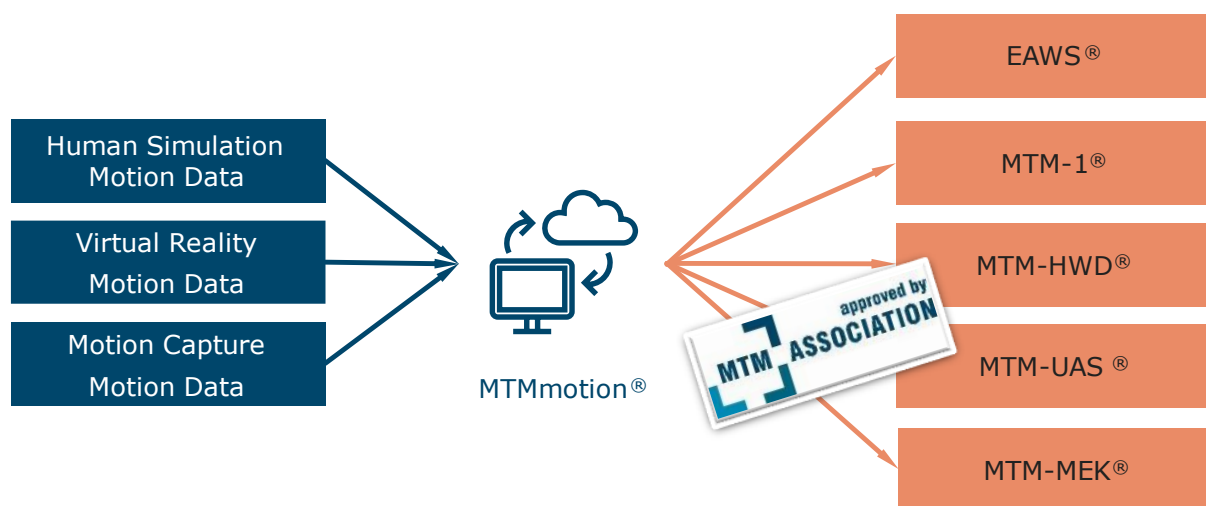 Human Simulation
Motion Data
Virtual Reality
Motion Data
Motion Capture
Motion Data
MTMmotion®
approved by
MTM ASSOCIATION
EAWS®
MTM-1®
MTM-HWD®
MTM-UAS ®
MTM-MEK®